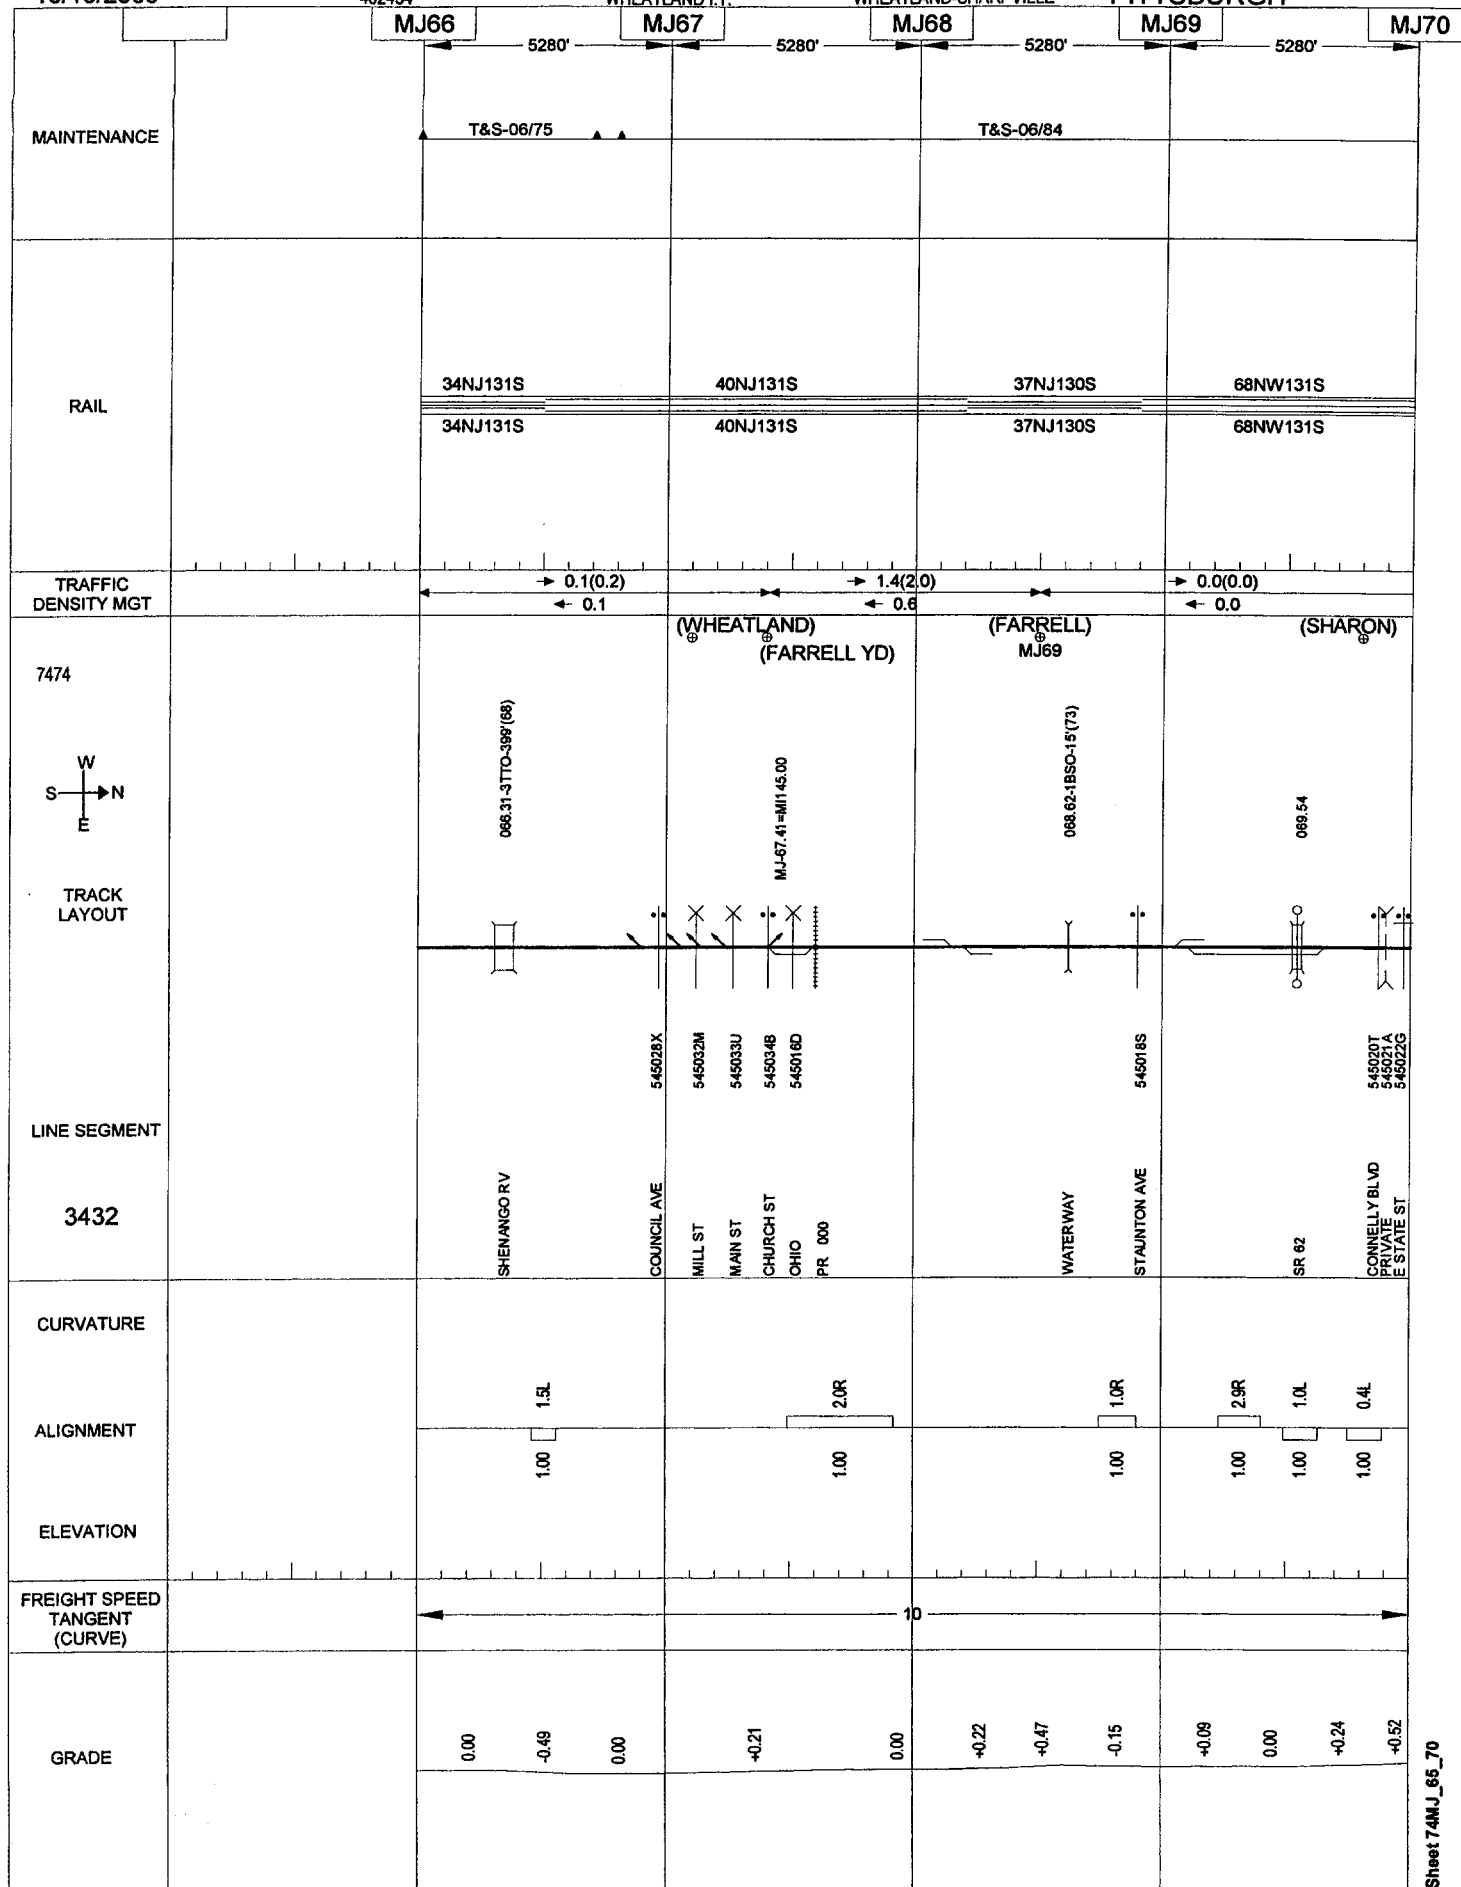 WHEATLAND I.T.
PITTSBURGH
MJ66 MJ67 MJ68 MJ69 MJ70
5280' 5280' 5280' 5280'
MAINTENANCE
T&S-06/75 T&S-06/84
RAIL
34NJ131S 40NJ131S 37NJ130S 68NW131S
34NJ131S 40NJ131S 37NJ130S 68NW131S
TRAFFIC
DENSITY MGT
0.1(0.2) 1.4(2.0) 0.0(0.0)
0.1 0.6 0.0
(WHEATLAND) (FARRELL) (SHARON)
(FARRELL YD) MJ69
7474
W
S N
E
066.31-3TTO-399'(68)
MJ-67.41=MI145.00
068.62-1BSO-15'(73)
069.54
TRACK
LAYOUT
545028X
545032M
545033U
545034B
545016D
545018S
545020T
545021A
545022G
LINE SEGMENT
3432
SHENANGO RV
COUNCIL AVE
MILL ST
MAIN ST
CHURCH ST
OHIO
PR 000
WATERWAY
STAUNTON AVE
SR 62
CONNELLY BLVD
PRIVATE
E STATE ST
CURVATURE
1.5L 2.0R 1.0R 2.9R 1.0L 0.4L
ALIGNMENT
1.00 1.00 1.00 1.00 1.00 1.00
ELEVATION
FREIGHT SPEED
TANGENT
(CURVE)
10
GRADE
0.00 -0.49 0.00 +0.21 0.00 +0.22 +0.47 -0.15 +0.09 0.00 +0.24 +0.52
Sheet 74MJ_65_70